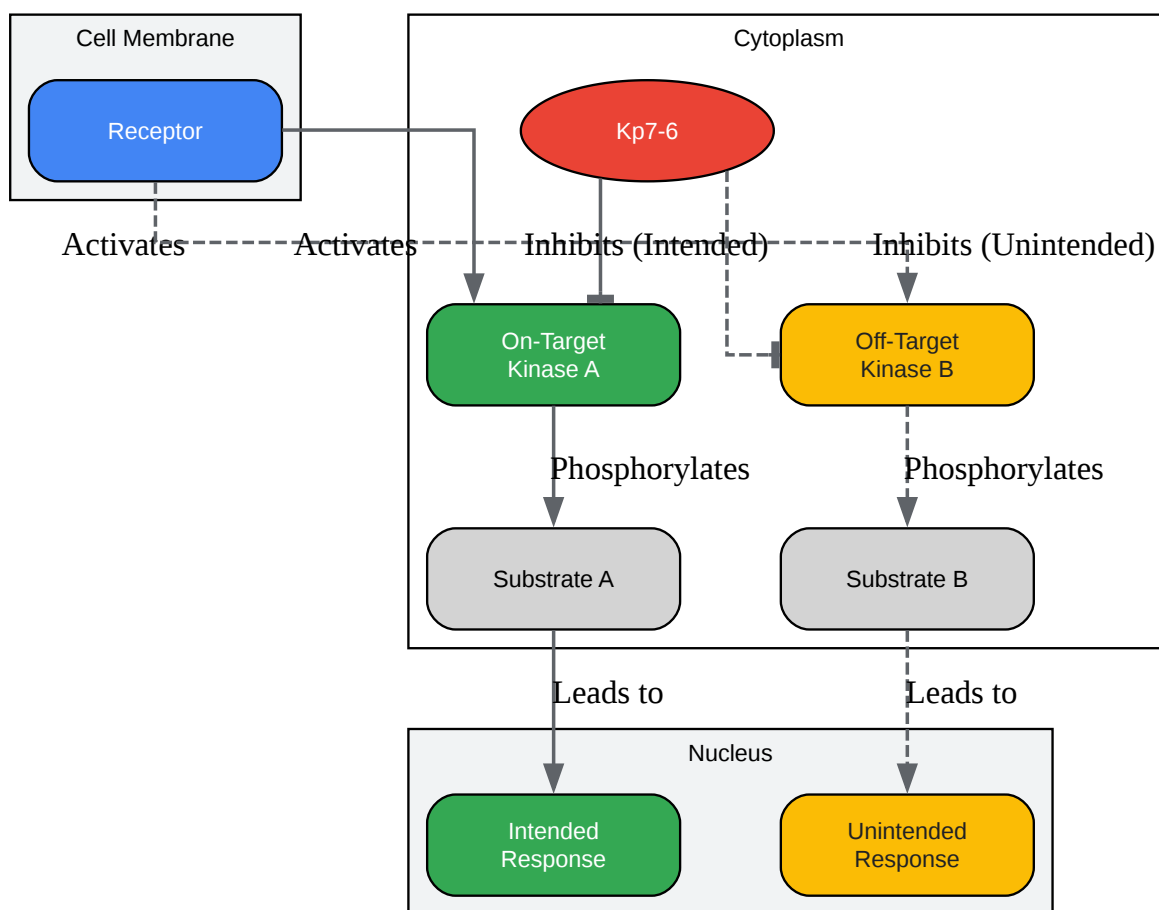 Cell Membrane
Cytoplasm
Receptor
Kp7-6
Activates
Activates
Inhibits (Intended)
Inhibits (Unintended)
On-Target
Kinase A
Off-Target
Kinase B
Phosphorylates
Phosphorylates
Substrate A
Substrate B
Leads to
Leads to
Nucleus
Intended
Response
Unintended
Response